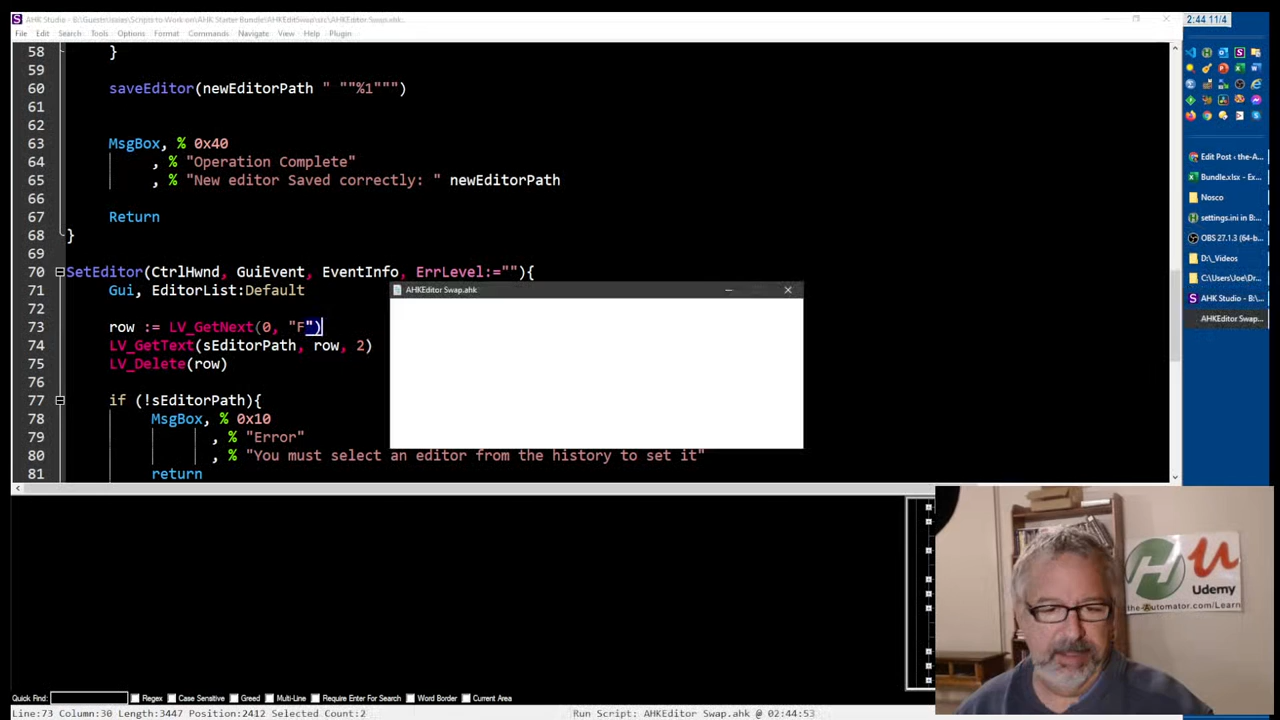 AHK Studio - B:\Guests\Isaias\Scripts to Work on\AHK Starter Bundle\AHKEditSwap\src\AHKEditor Swap.ahk
2:44 11/4
File Edit Search Tools Options Format Commands Navigate View Help Plugin
58 }
59
60 saveEditor(newEditorPath " ""%1""")
61
62
63 MsgBox, % 0x40
64 , % "Operation Complete"
65 , % "New editor Saved correctly: " newEditorPath
66
67 Return
68 }
69
70 SetEditor(CtrlHwnd, GuiEvent, EventInfo, ErrLevel:=""){
71 Gui, EditorList:Default
72
73 row := LV_GetNext(0, "F")
74 LV_GetText(sEditorPath, row, 2)
75 LV_Delete(row)
76
77 if (!sEditorPath){
78 MsgBox, % 0x10
79 , % "Error"
80 , % "You must select an editor from the history to set it"
81 return
AHKEditor Swap.ahk
Edit Post ‹ the-A...
Bundle.xlsx - Ex...
Nosco
settings.ini in B:...
OBS 27.1.3 (64-b...
D:\_Videos
C:\Users\Joe\Dr...
AHK Studio - B:\...
AHKEditor Swap...
Udemy
the-Automator.com/Learn
Quick Find: Regex Case Sensitive Greed Multi-Line Require Enter For Search Word Border Current Area
Line:73 Column:30 Length:3447 Position:2412 Selected Count:2
Run Script: AHKEditor Swap.ahk @ 02:44:53